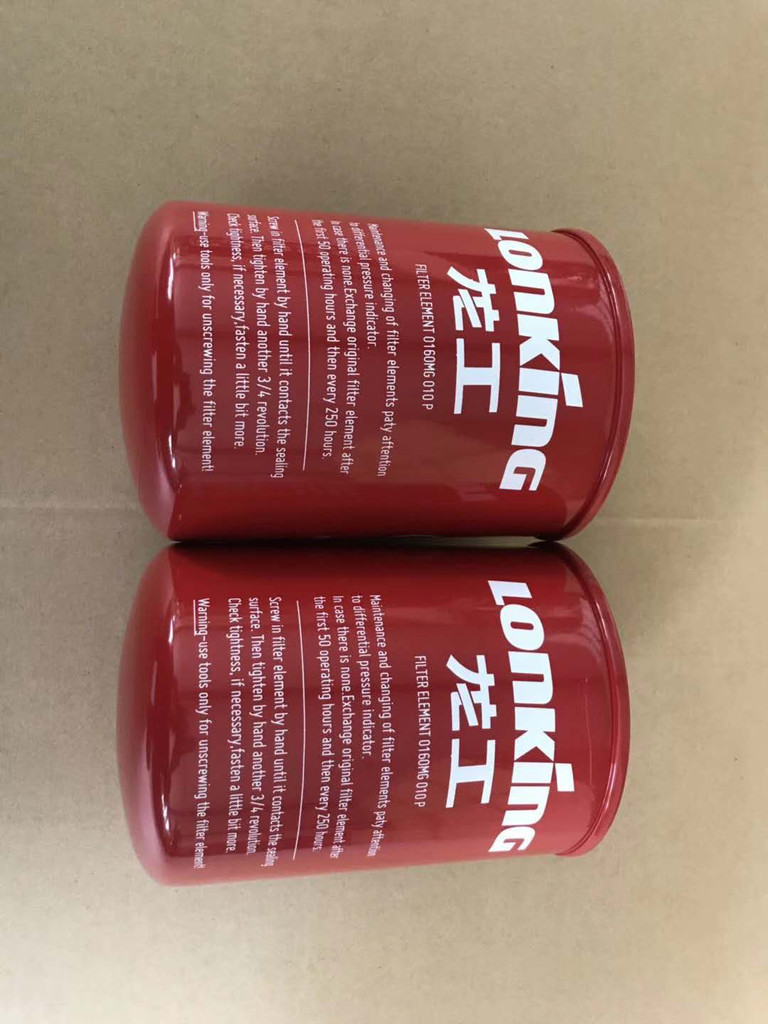 LONKING
龙工
FILTER ELEMENT 0160MG 010 P
Maintenance and changing of filter elements paty aftention
to differential pressure indicator.
In case there is none.Exchange original filter element after
the first 50 operating hours and then every 250 hours.
Screw in filter element by hand until it contacts the sealing
surface. Then tighten by hand another 3/4 revolution.
Check tightness, if necessary,fasten a little bit more.
Warning-use tools only for unscrewing the filter element!
LONKING
龙工
FILTER ELEMENT 0160MG 010 P
Maintenance and changing of filter elements paty aftention
to differential pressure indicator.
In case there is none.Exchange original filter element after
the first 50 operating hours and then every 250 hours.
Screw in filter element by hand until it contacts the sealing
surface. Then tighten by hand another 3/4 revolution.
Check tightness, if necessary,fasten a little bit more.
Warning-use tools only for unscrewing the filter element!